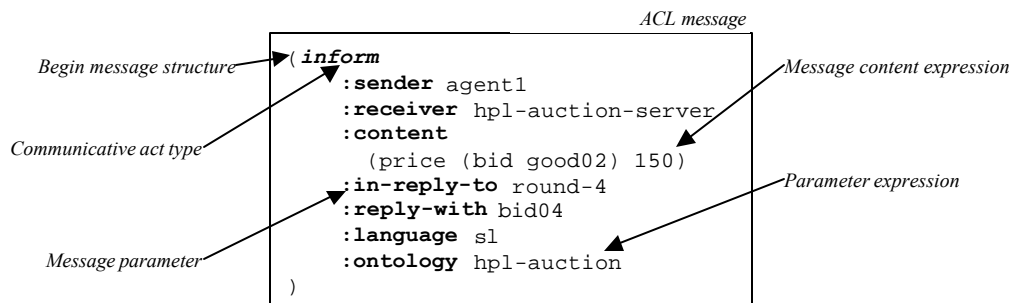 ACL message
Begin message structure
(inform
:sender agent1
:receiver hpl-auction-server
:content
(price (bid good02) 150)
:in-reply-to round-4
:reply-with bid04
:language sl
:ontology hpl-auction
)
Communicative act type
Message parameter
Message content expression
Parameter expression